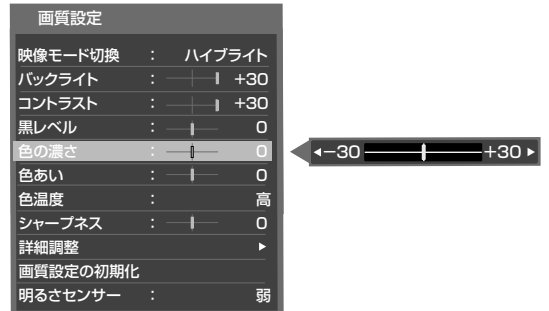 画質設定
映像モード切換 : ハイブライト
バックライト : +30
コントラスト : +30
黒レベル : 0
色の濃さ : 0
−30 +30
色あい : 0
色温度 : 高
シャープネス : 0
詳細調整
画質設定の初期化
明るさセンサー : 弱